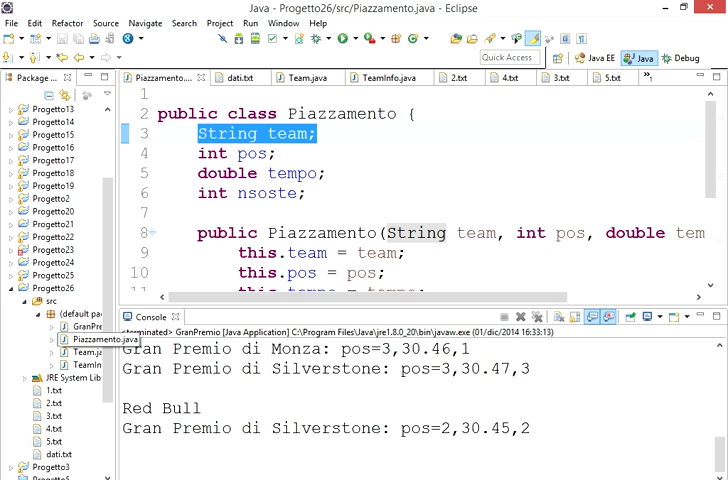 Java - Progetto26/src/Piazzamento.java - Eclipse
File Edit Refactor Source Navigate Search Project Run Window Help
Quick Access Java EE Java Debug
Package ... Piazzamento.... dati.txt Team.java TeamInfo.java 2.txt 4.txt 3.txt 5.txt
Progetto13
Progetto14
Progetto15
Progetto16
Progetto17
Progetto18
Progetto19
Progetto2
Progetto20
Progetto21
Progetto22
Progetto23
Progetto24
Progetto25
Progetto26
src
(default pac
GranPre
Piazzamento.java
Team.ja
TeamIn
JRE System Lib
1.txt
2.txt
3.txt
4.txt
5.txt
dati.txt
Progetto3
1
2 public class Piazzamento {
3 String team;
4 int pos;
5 double tempo;
6 int nsoste;
7
8 public Piazzamento(String team, int pos, double tem
9 this.team = team;
10 this.pos = pos;
11 this.tempo = tempo;
Console
<terminated> GranPremio [Java Application] C:\Program Files\Java\jre1.8.0_20\bin\javaw.exe (01/dic/2014 16:33:13)
Gran Premio di Monza: pos=3,30.46,1
Gran Premio di Silverstone: pos=3,30.47,3
Red Bull
Gran Premio di Silverstone: pos=2,30.45,2